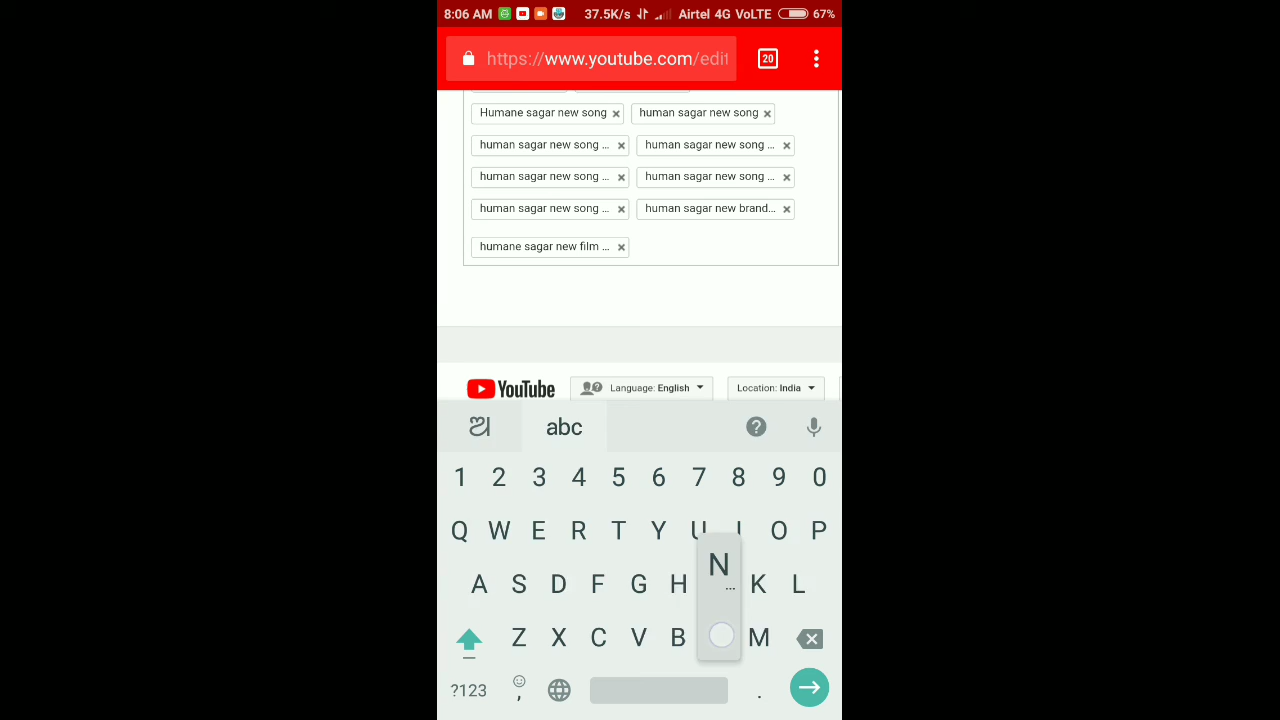 8:06 AM 37.5K/s Airtel 4G VoLTE 67%
https://www.youtube.com/edit 20
Humane sagar new song × human sagar new song ×
human sagar new song ... × human sagar new song ... ×
human sagar new song ... × human sagar new song ... ×
human sagar new song ... × human sagar new brand... ×
humane sagar new film ... ×
YouTube Language: English Location: India
ଅ abc ?
1 2 3 4 5 6 7 8 9 0
Q W E R T Y U I O P
N
...
A S D F G H K L
Z X C V B M
?123 , .